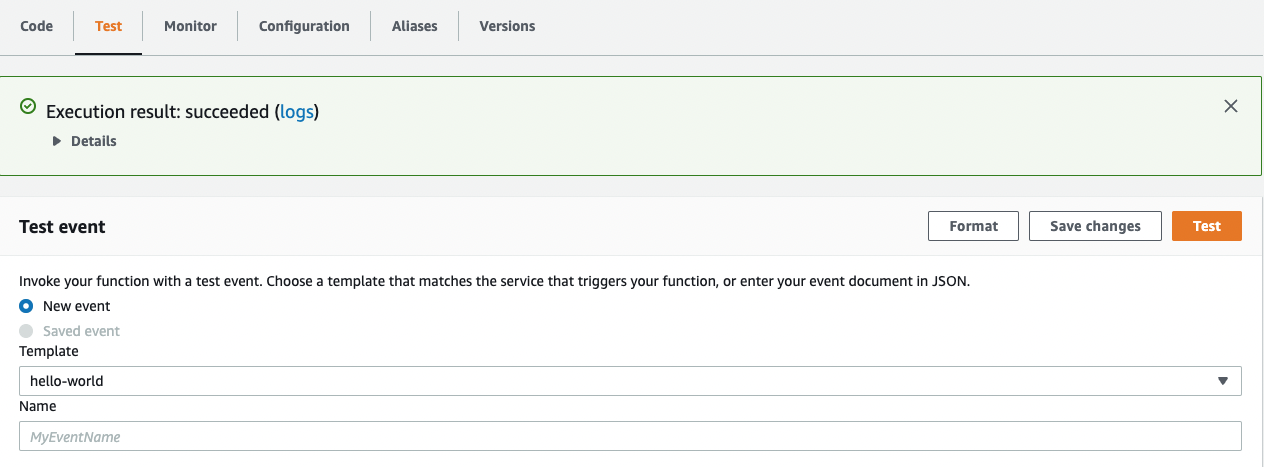 Code Test Monitor Configuration Aliases Versions
Execution result: succeeded (logs)
Details
Test event Format Save changes Test
Invoke your function with a test event. Choose a template that matches the service that triggers your function, or enter your event document in JSON.
New event
Saved event
Template
hello-world
Name
MyEventName